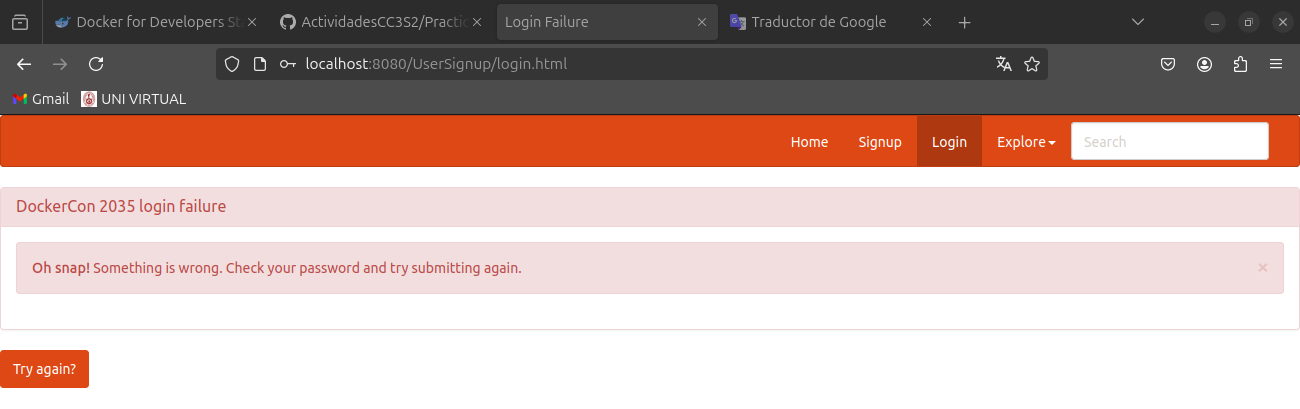 Docker for Developers St
ActividadesCC3S2/Practic
Login Failure
Traductor de Google
localhost:8080/UserSignup/login.html
Gmail
UNI VIRTUAL
Home
Signup
Login
Explore
Search
DockerCon 2035 login failure
Oh snap! Something is wrong. Check your password and try submitting again.
×
Try again?